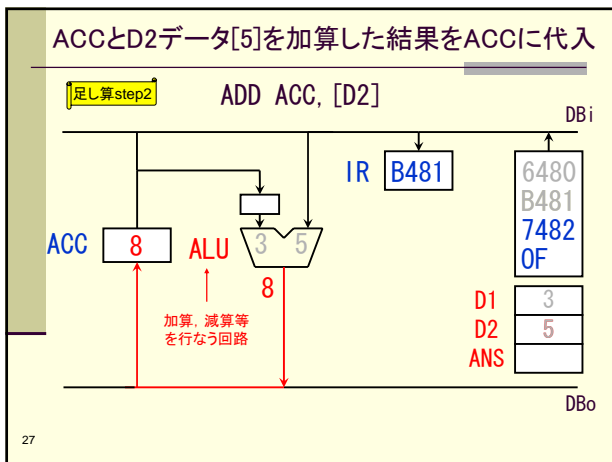 ACCとD2データ[5]を加算した結果をACCに代入
足し算step2
ADD ACC, [D2]
DBi
IR B481
6480
B481
7482
0F
ACC 8
ALU
3 5
8
加算, 減算等
を行なう回路
D1 3
D2 5
ANS
DBo
27